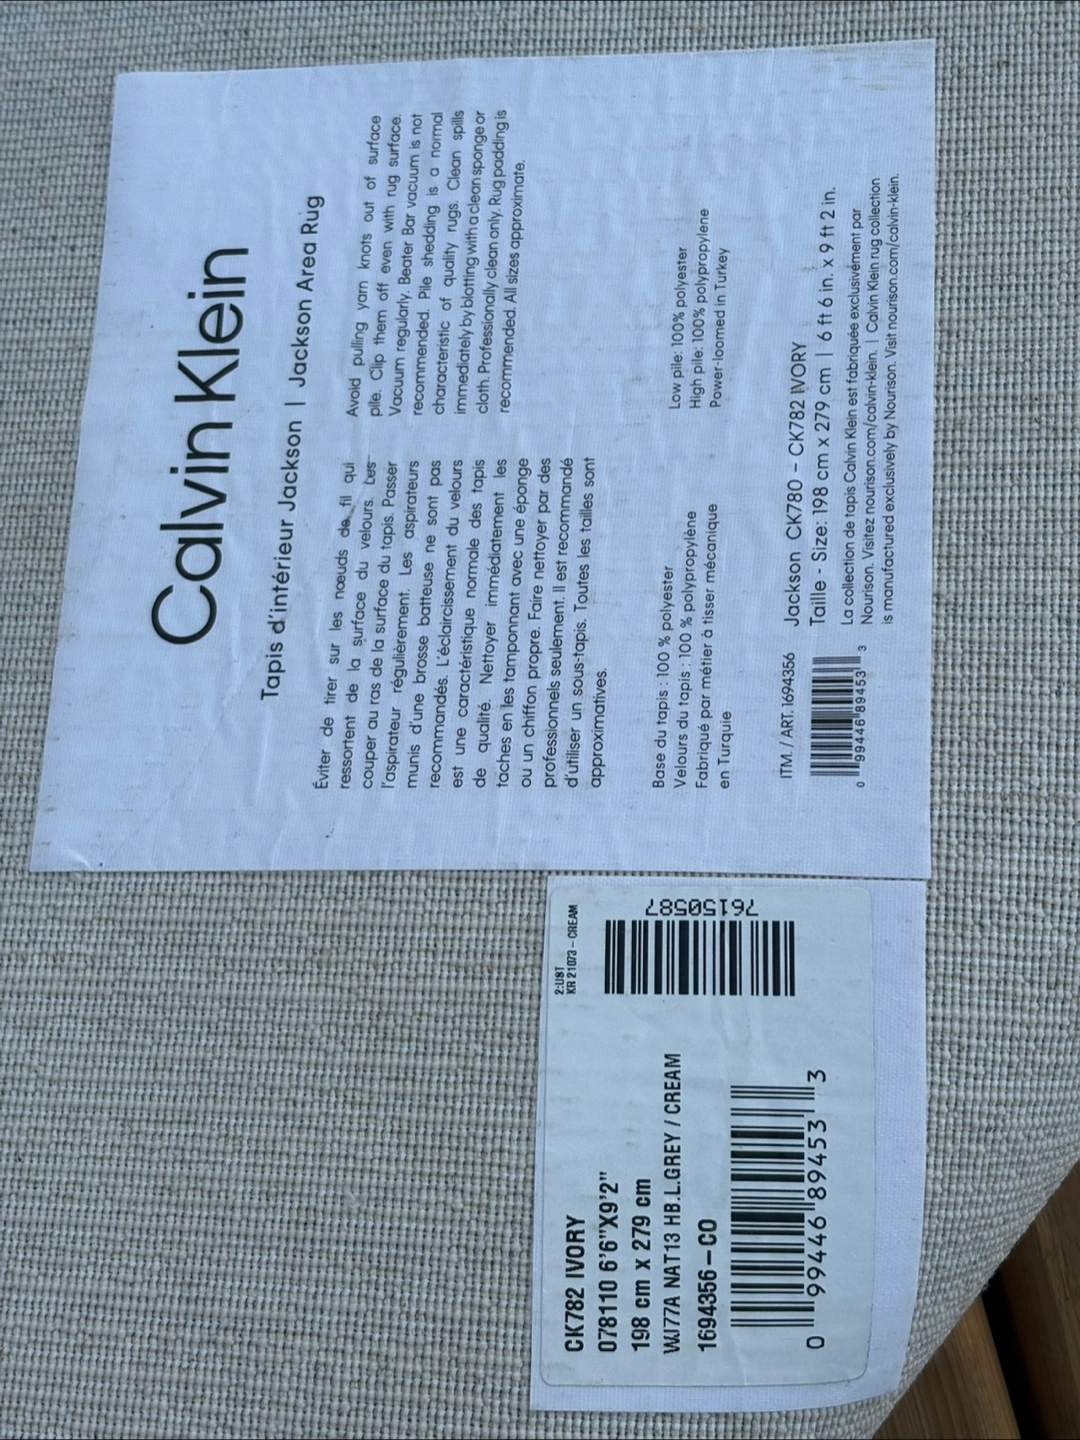 Calvin Klein
Tapis d'intérieur Jackson | Jackson Area Rug
Éviter de tirer sur les nœuds de fil qui
ressortent de la surface du velours. Les
couper au ras de la surface du tapis. Passer
l'aspirateur régulièrement. Les aspirateurs
munis d'une brosse batteuse ne sont pas
recommandés. L'éclaircissement du velours
est une caractéristique normale des tapis
de qualité. Nettoyer immédiatement les
taches en les tamponnant avec une éponge
ou un chiffon propre. Faire nettoyer par des
professionnels seulement. Il est recommandé
d'utiliser un sous-tapis. Toutes les tailles sont
approximatives.
Avoid pulling yarn knots out of surface
pile. Clip them off even with rug surface.
Vacuum regularly. Beater Bar vacuum is not
recommended. Pile shedding is a normal
characteristic of quality rugs. Clean spills
immediately by blotting with a clean sponge or
cloth. Professionally clean only. Rug padding is
recommended. All sizes approximate.
Base du tapis : 100 % polyester
Velours du tapis : 100 % polypropylène
Fabriqué par métier à tisser mécanique
en Turquie
Low pile: 100% polyester
High pile: 100% polypropylene
Power-loomed in Turkey
ITM. / ART. 1694356
0 99446 89453 3
Jackson CK780 – CK782 IVORY
Taille - Size: 198 cm x 279 cm | 6 ft 6 in. x 9 ft 2 in.
La collection de tapis Calvin Klein est fabriquée exclusivement par
Nourison. Visitez nourison.com/calvin-klein. | Calvin Klein rug collection
is manufactured exclusively by Nourison. Visit nourison.com/calvin-klein.
2:U8T
KR 21073 – CREAM
76150587
CK782 IVORY
078110 6'6"X9'2"
198 cm x 279 cm
WJ77A NAT13 HB.L.GREY / CREAM
1694356 – CO
0 99446 89453 3